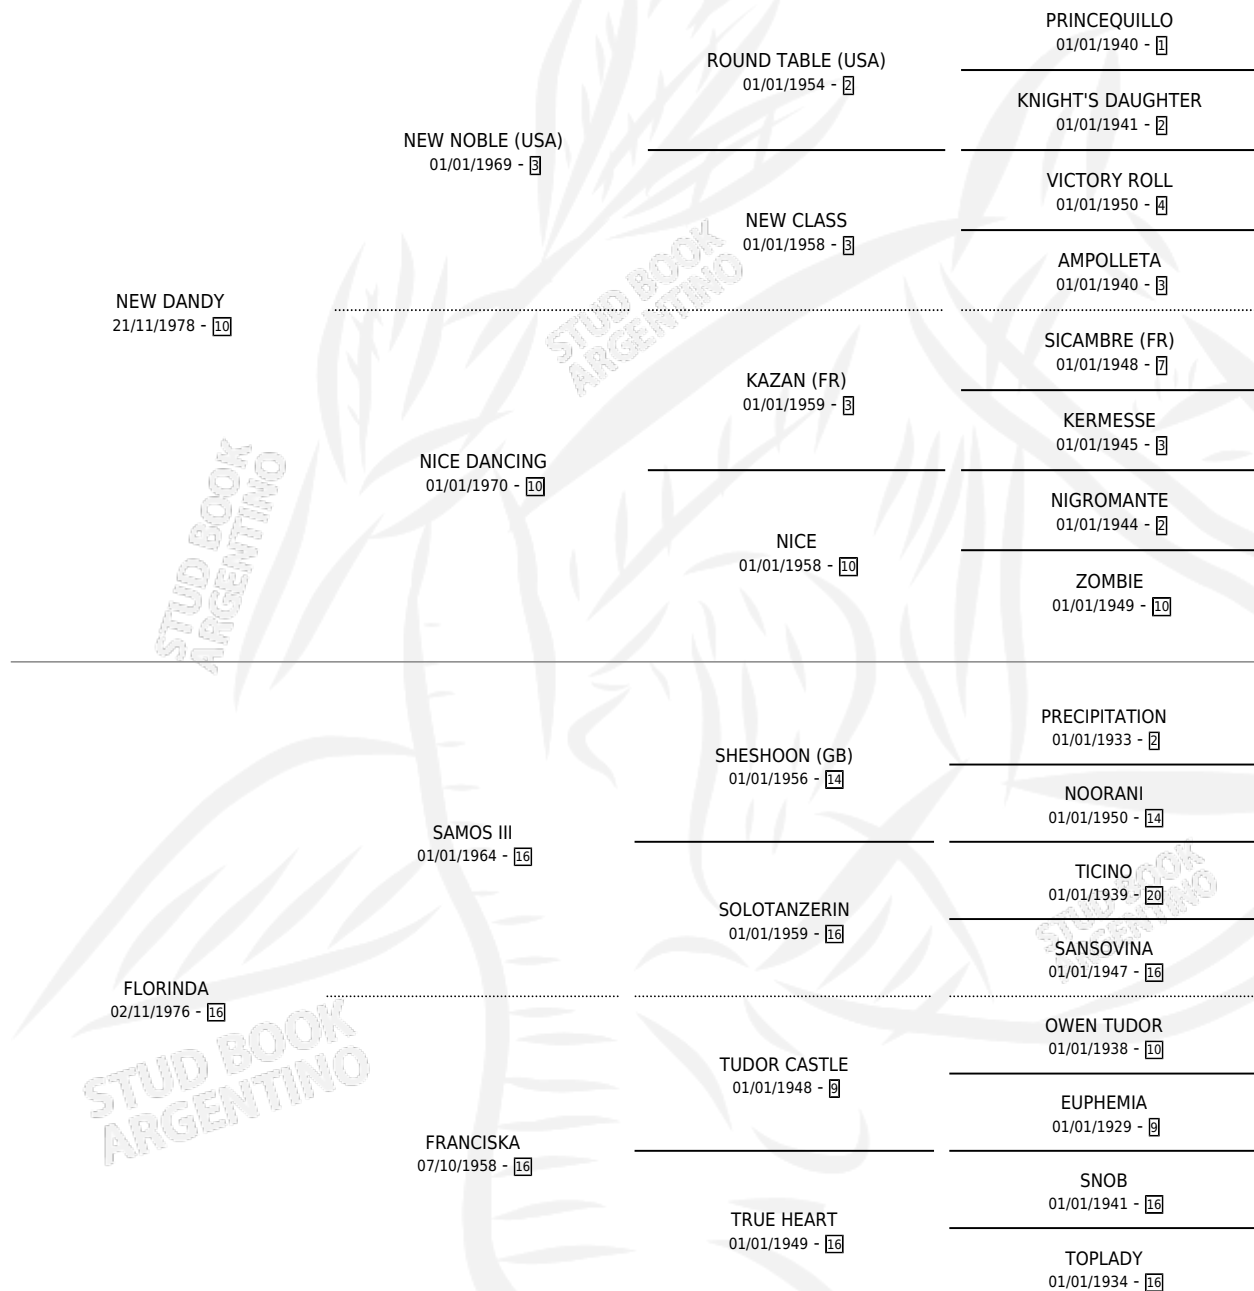 PRINCEQUILLO
01/01/1940 - 1
ROUND TABLE (USA)
01/01/1954 - 2
KNIGHT'S DAUGHTER
01/01/1941 - 2
NEW NOBLE (USA)
01/01/1969 - 3
VICTORY ROLL
01/01/1950 - 4
NEW CLASS
01/01/1958 - 3
AMPOLLETA
01/01/1940 - 3
NEW DANDY
21/11/1978 - 10
SICAMBRE (FR)
01/01/1948 - 7
KAZAN (FR)
01/01/1959 - 3
KERMESSE
01/01/1945 - 3
NICE DANCING
01/01/1970 - 10
NIGROMANTE
01/01/1944 - 2
NICE
01/01/1958 - 10
ZOMBIE
01/01/1949 - 10
PRECIPITATION
01/01/1933 - 2
SHESHOON (GB)
01/01/1956 - 14
NOORANI
01/01/1950 - 14
SAMOS III
01/01/1964 - 16
TICINO
01/01/1939 - 20
SOLOTANZERIN
01/01/1959 - 16
SANSOVINA
01/01/1947 - 16
FLORINDA
02/11/1976 - 16
OWEN TUDOR
01/01/1938 - 10
TUDOR CASTLE
01/01/1948 - 9
EUPHEMIA
01/01/1929 - 9
FRANCISKA
07/10/1958 - 16
SNOB
01/01/1941 - 16
TRUE HEART
01/01/1949 - 16
TOPLADY
01/01/1934 - 16
STUD BOOK
ARGENTINO
STUD BOOK
ARGENTINO
STUD BOOK
ARGENTINO
STUD BOOK
ARGENTINO